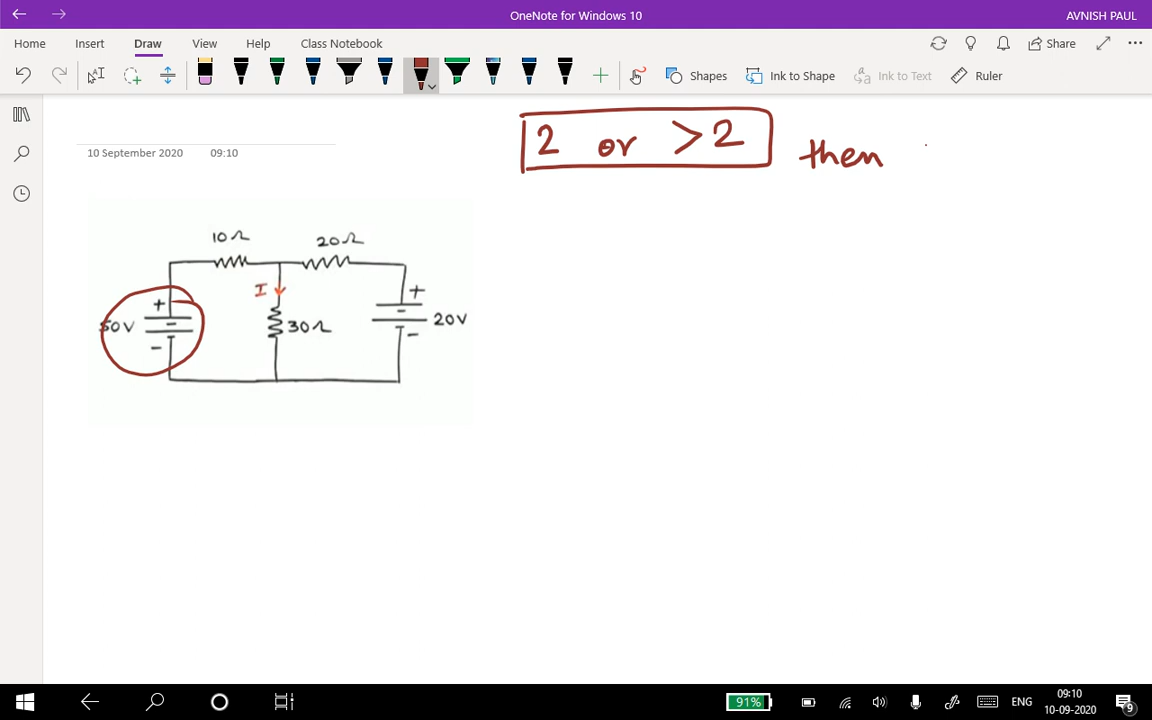 OneNote for Windows 10
AVNISH PAUL
Home Insert Draw View Help Class Notebook
Share
Shapes Ink to Shape Ink to Text Ruler
2 or >2 then
10 September 2020 09:10
10Ω 20Ω
I
+ +
50V 30Ω 20V
- -
91% ENG 09:10
10-09-2020
9